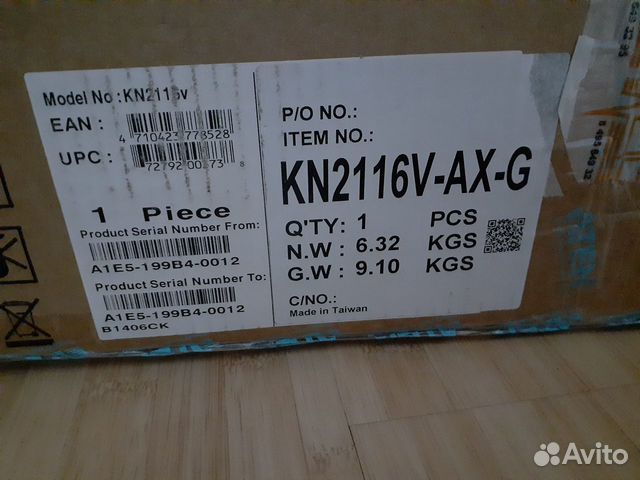 Model No :KN2116v
EAN :
4 710423 778528
UPC :
72792 00 73 8
1 Piece
Product Serial Number From:
A1E5-199B4-0012
Product Serial Number To:
A1E5-199B4-0012
B1406CK
P/O NO.:
ITEM NO.:
KN2116V-AX-G
Q'TY: 1 PCS
N.W : 6.32 KGS
G.W : 9.10 KGS
C/NO.:
Made in Taiwan
Avito